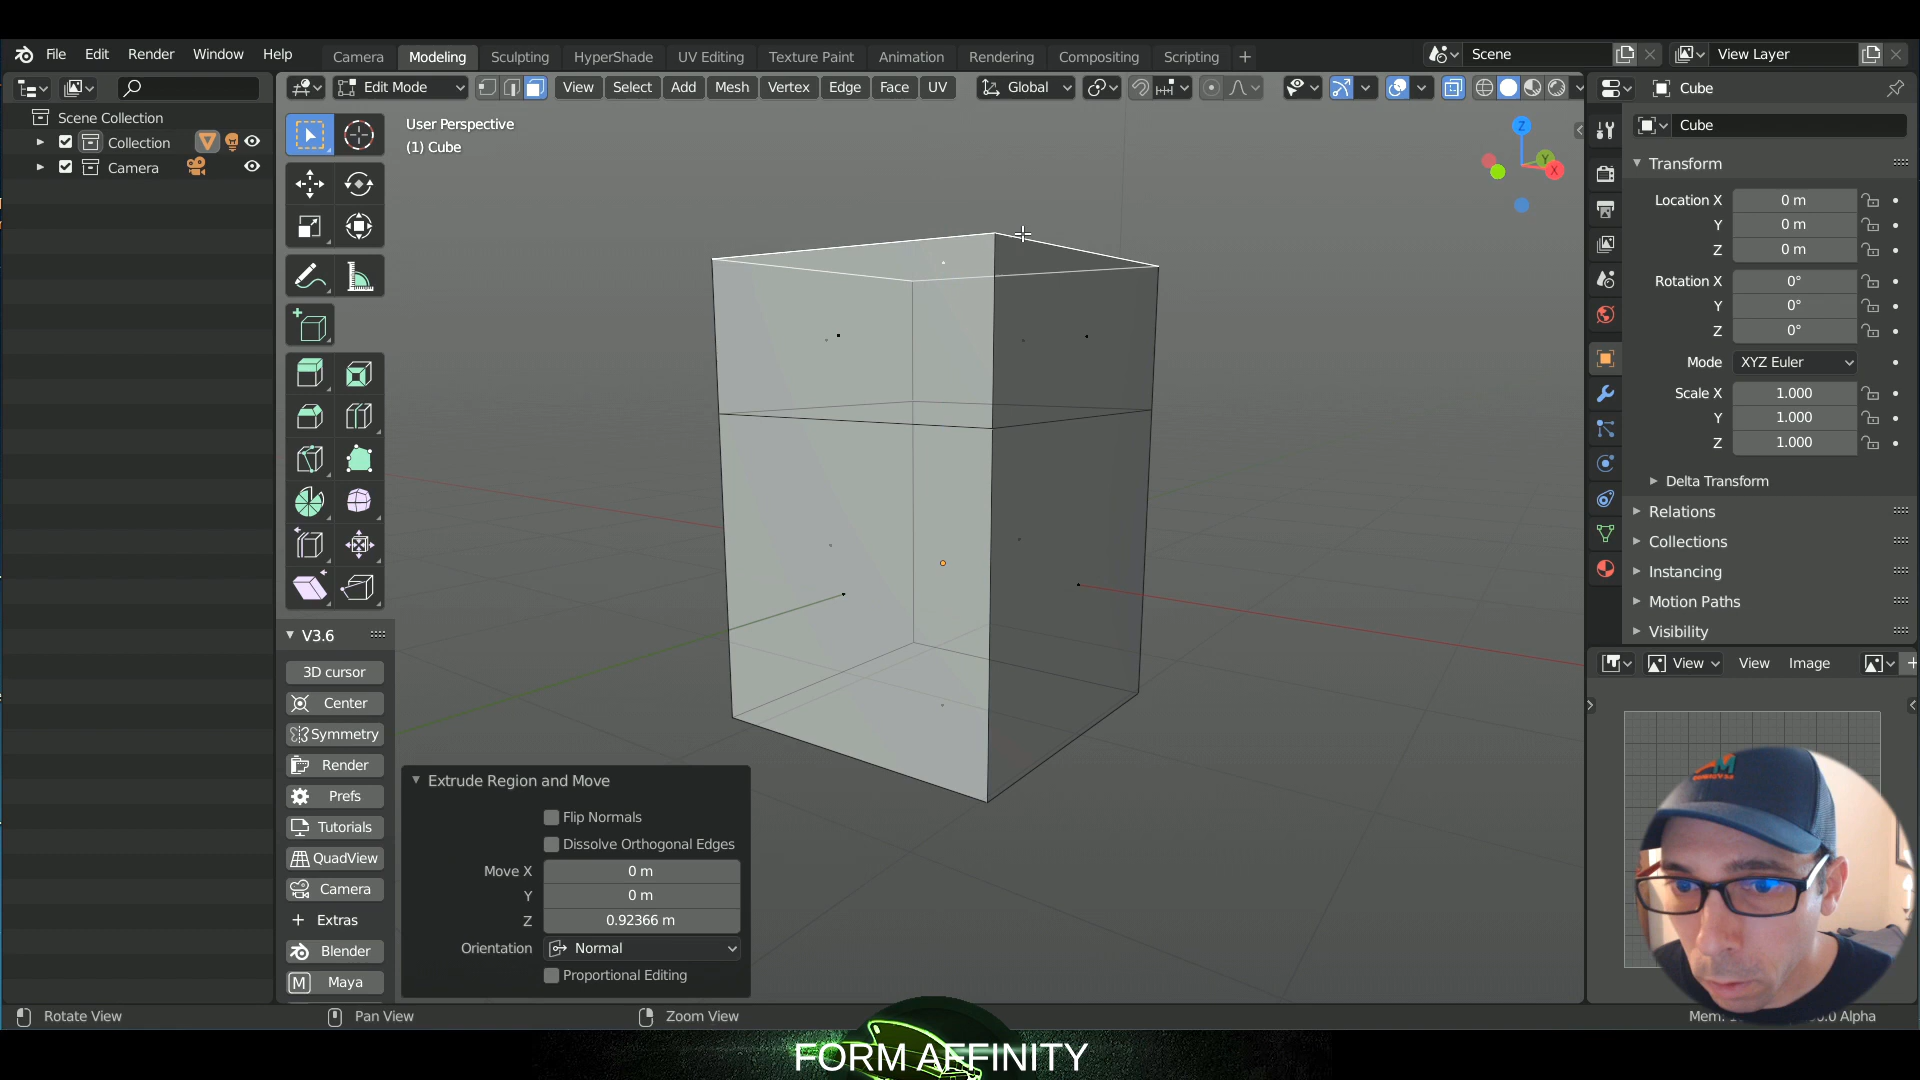 File Edit Render Window Help Camera Modeling Sculpting HyperShade UV Editing Texture Paint Animation Rendering Compositing Scripting Scene View Layer
Edit Mode View Select Add Mesh Vertex Edge Face UV Global Cube
Scene Collection
Collection
Camera
User Perspective
(1) Cube
Z
Y
X
Cube
Transform
Location X 0 m
Y 0 m
Z 0 m
Rotation X 0°
Y 0°
Z 0°
Mode XYZ Euler
Scale X 1.000
Y 1.000
Z 1.000
Delta Transform
Relations
Collections
Instancing
Motion Paths
Visibility
View View Image
V3.6
3D cursor
Center
Symmetry
Render
Prefs
Tutorials
QuadView
Camera
Extras
Blender
M Maya
Extrude Region and Move
Flip Normals
Dissolve Orthogonal Edges
Move X 0 m
Y 0 m
Z 0.92366 m
Orientation Normal
Proportional Editing
Rotate View Pan View Zoom View Mem: Alpha
FORM AFFINITY